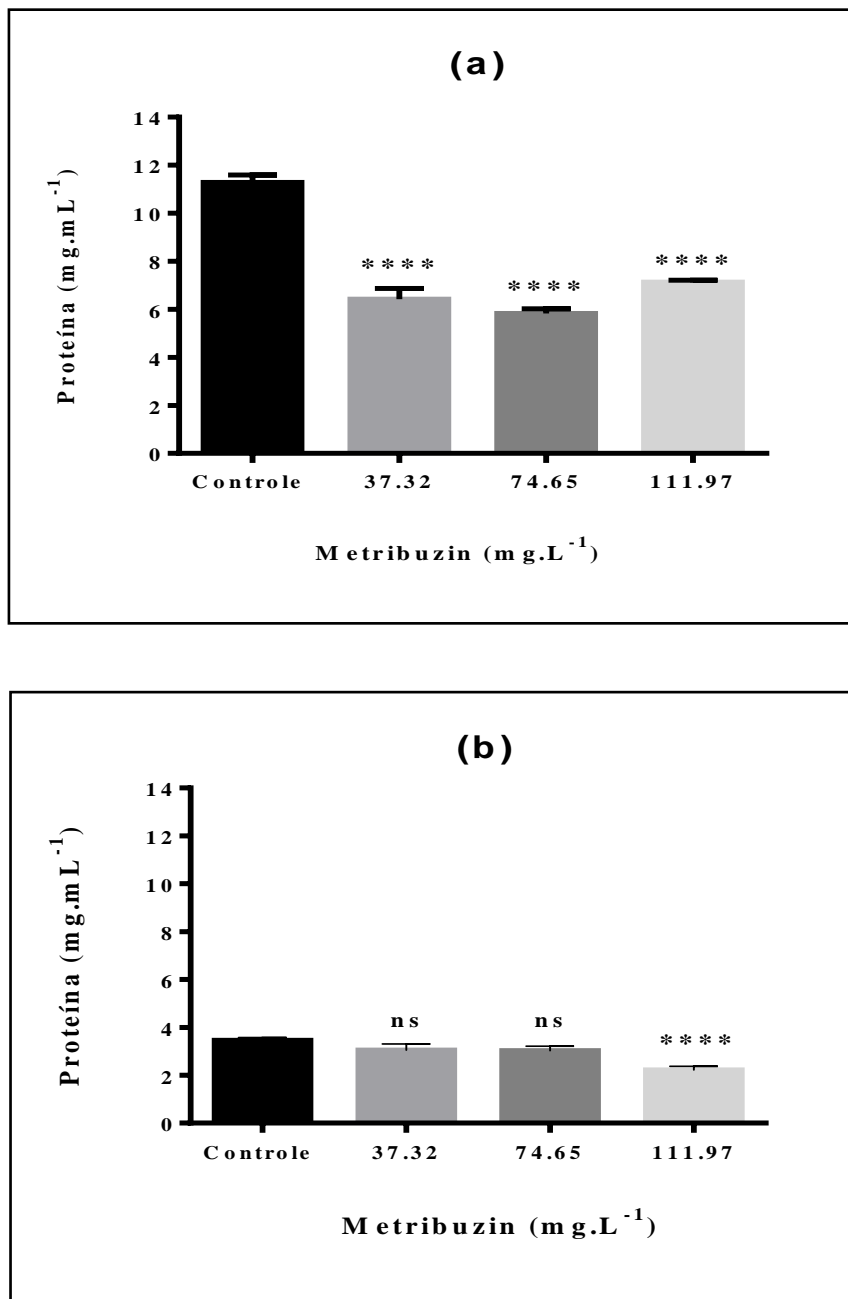 (a)
14
12
10
8
6
4
2
0
Proteína (mg.mL⁻¹)
****
****
****
Controle 37.32 74.65 111.97
Metribuzin (mg.L⁻¹)
(b)
14
12
10
8
6
4
2
0
Proteína (mg.mL⁻¹)
ns ns ****
Controle 37.32 74.65 111.97
Metribuzin (mg.L⁻¹)